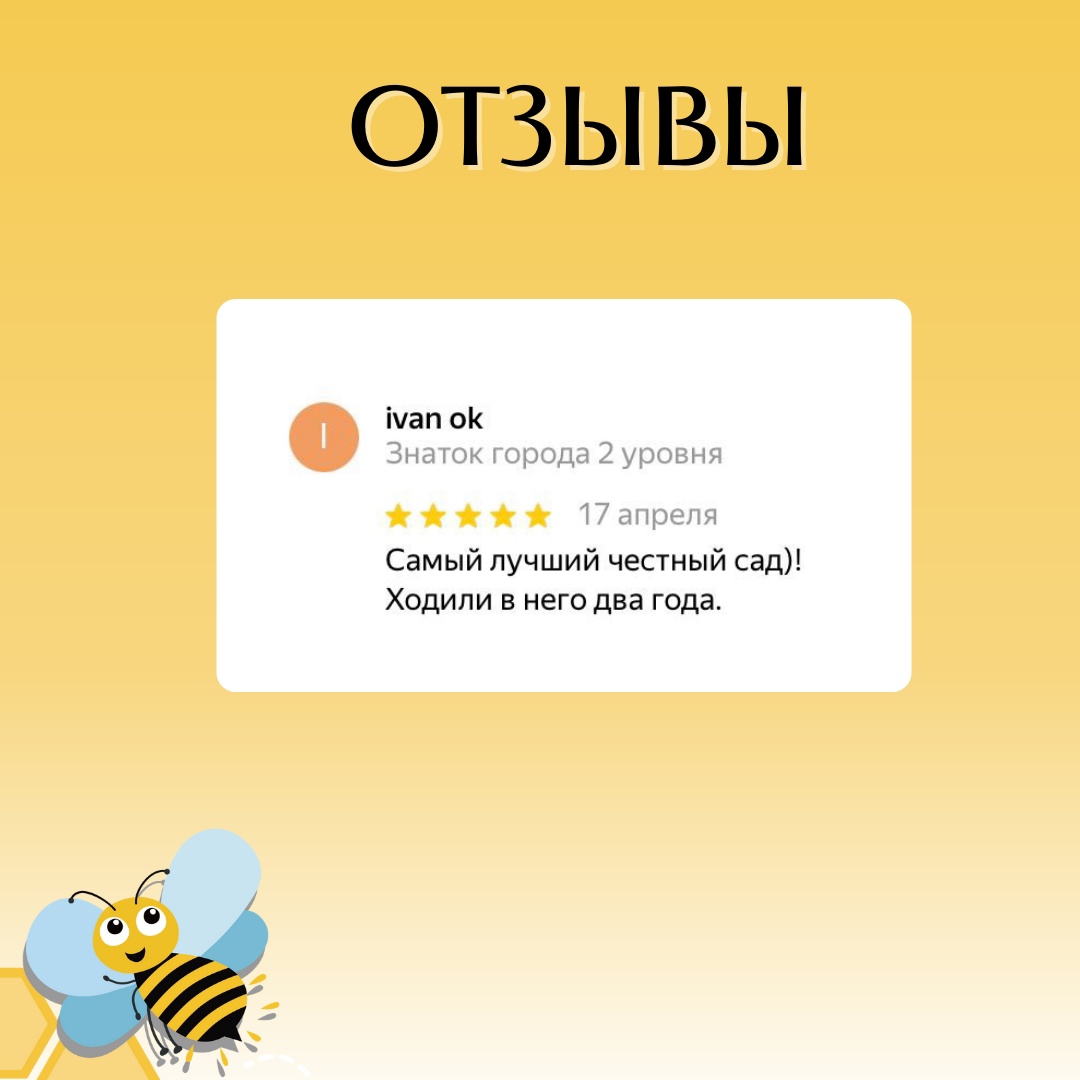 ОТЗЫВЫ
I
ivan ok
Знаток города 2 уровня
17 апреля
Самый лучший честный сад)!
Ходили в него два года.